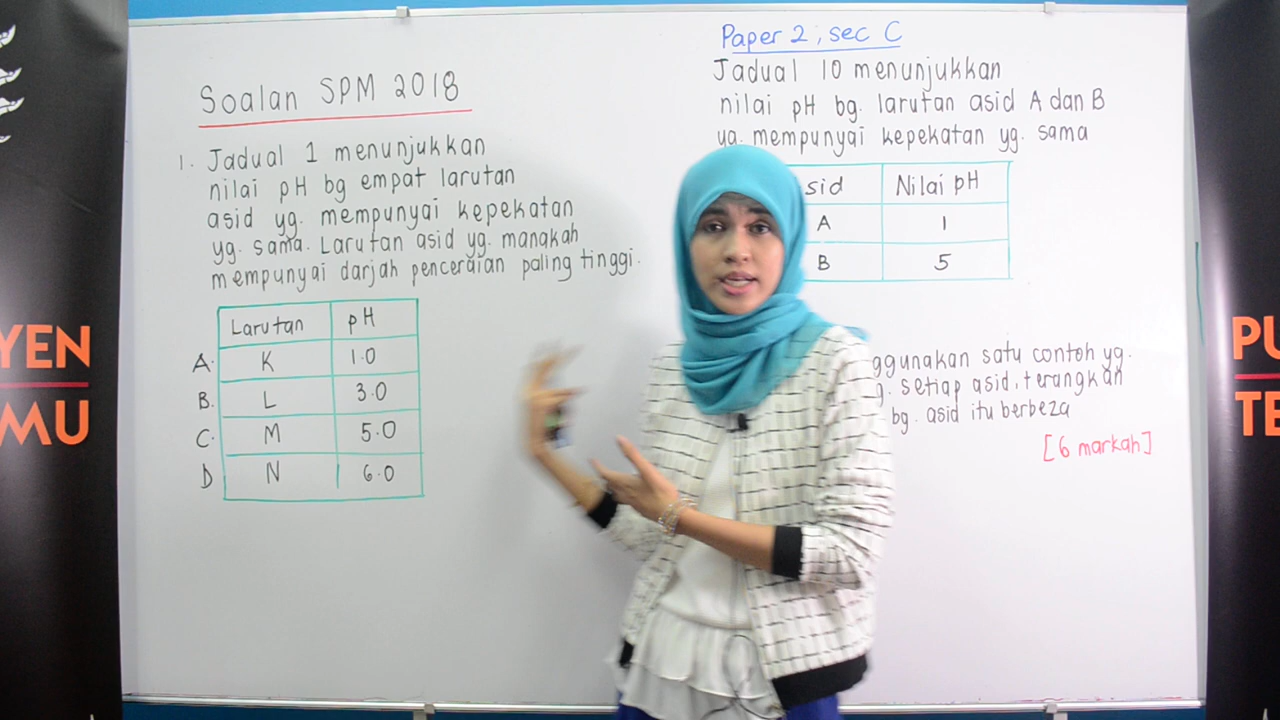 Soalan SPM 2018
1. Jadual 1 menunjukkan
nilai pH bg empat larutan
asid yg. mempunyai kepekatan
yg. sama. Larutan asid yg. manakah
mempunyai darjah penceraian paling tinggi.
Larutan pH
A. K 1.0
B. L 3.0
C. M 5.0
D N 6.0
Paper 2, sec C
Jadual 10 menunjukkan
nilai pH bg. larutan asid A dan B
yg. mempunyai kepekatan yg. sama
sid Nilai pH
A 1
B 5
ggunakan satu contoh yg.
g. setiap asid, terangkan
bg. asid itu berbeza
[6 markah]
YEN
MU
PU
TE